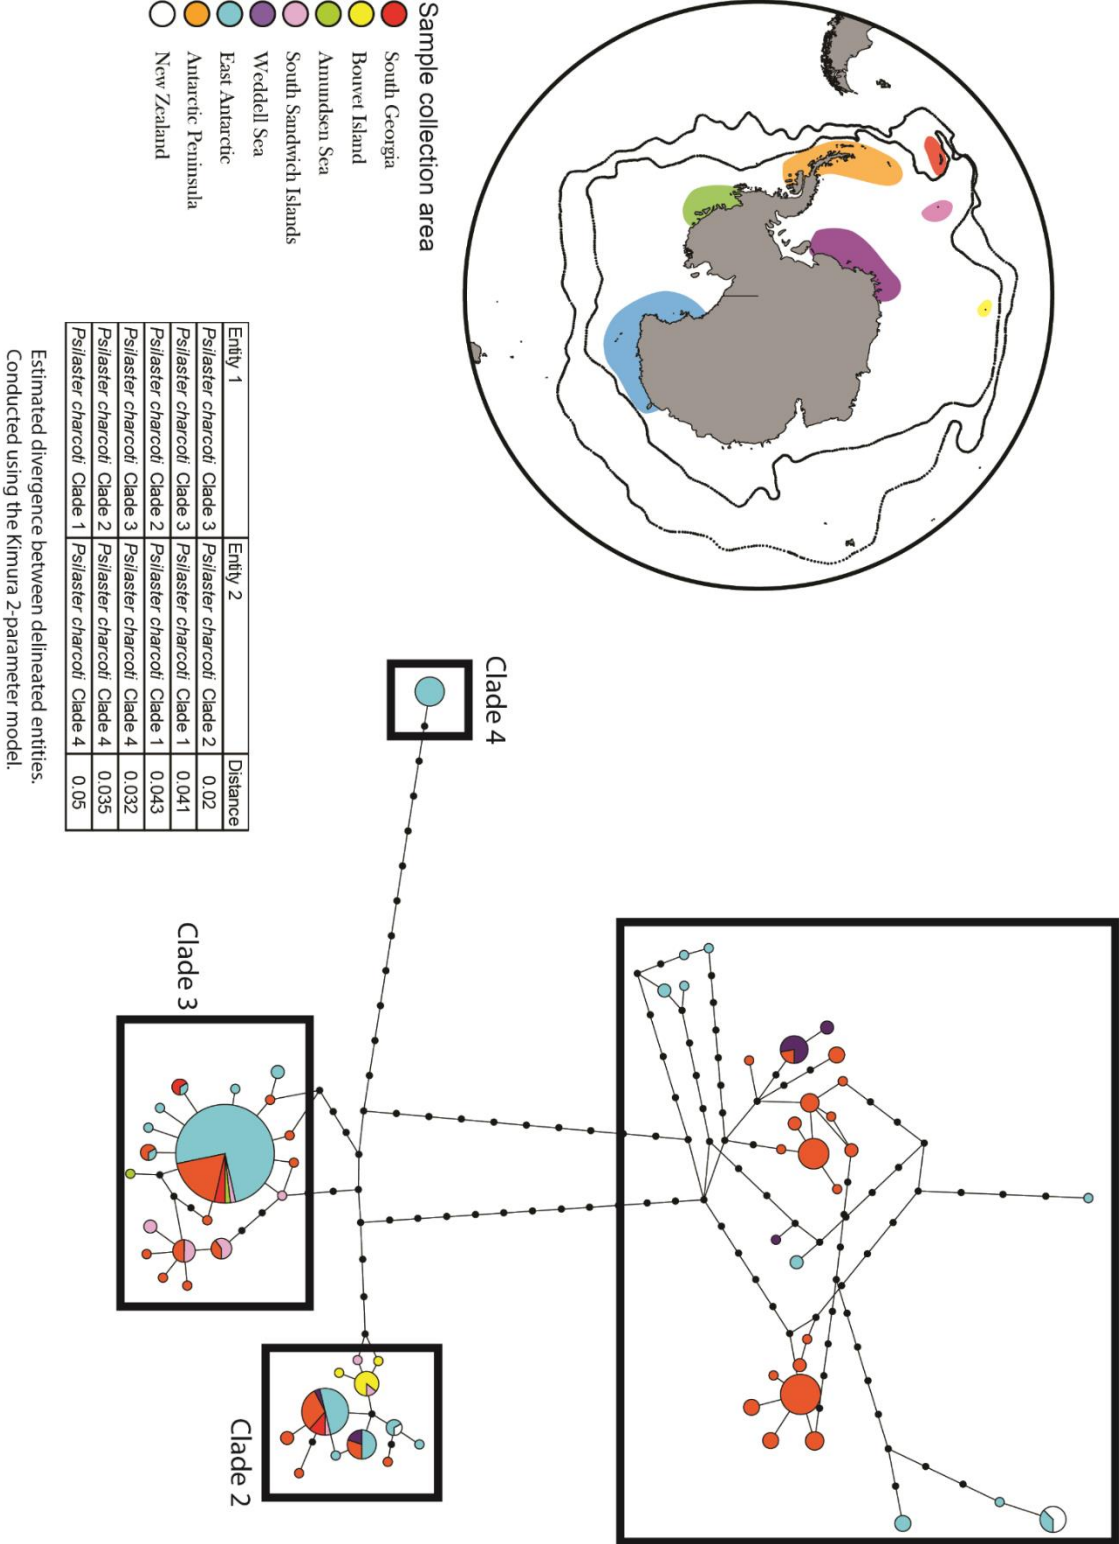 Sample collection area
South Georgia
Bouvet Island
Amundsen Sea
South Sandwich Islands
Weddell Sea
East Antarctic
Antarctic Peninsula
New Zealand
Entity 1 Entity 2 Distance
Psilaster charcoti Clade 3 Psilaster charcoti Clade 2 0.02
Psilaster charcoti Clade 3 Psilaster charcoti Clade 1 0.041
Psilaster charcoti Clade 2 Psilaster charcoti Clade 1 0.043
Psilaster charcoti Clade 3 Psilaster charcoti Clade 4 0.032
Psilaster charcoti Clade 2 Psilaster charcoti Clade 4 0.035
Psilaster charcoti Clade 1 Psilaster charcoti Clade 4 0.05
Estimated divergence between delineated entities.
Conducted using the Kimura 2-parameter model.
Clade 4
Clade 3
Clade 2